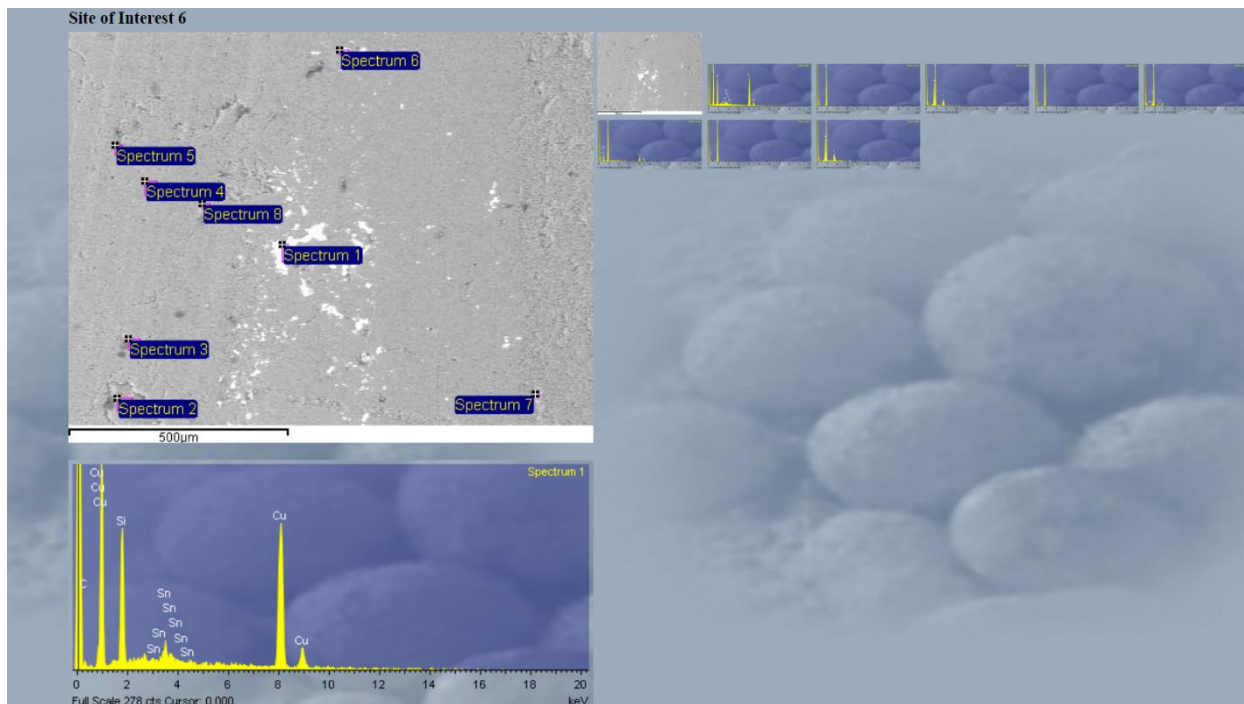 Site of Interest 6
Spectrum 6
Spectrum 5
Spectrum 4
Spectrum 8
Spectrum 1
Spectrum 3
Spectrum 2
Spectrum 7
500µm
Spectrum 1
Cu
Cu
Cu
Si
Cu
C
Sn
Sn
Sn
Sn
Sn
Sn
Sn
Cu
0 2 4 6 8 10 12 14 16 18 20
Full Scale 278 cts Cursor: 0.000 keV